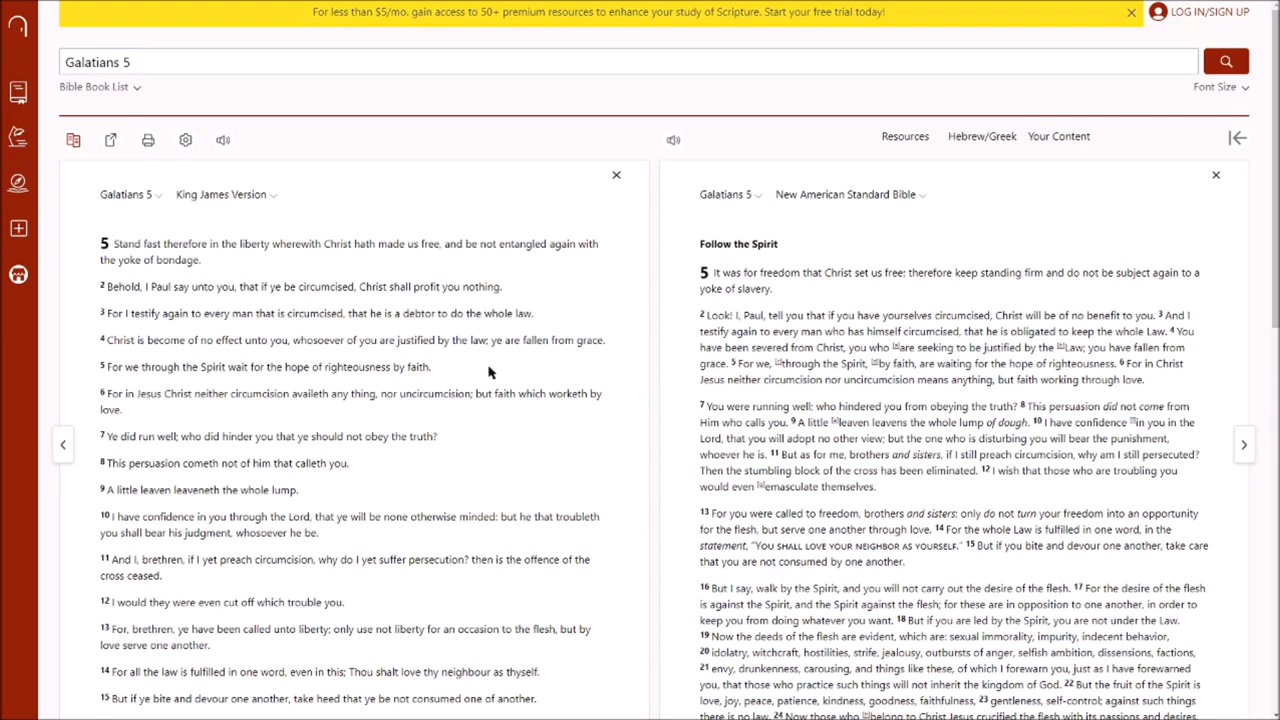 For less than $5/mo. gain access to 50+ premium resources to enhance your study of Scripture. Start your free trial today!
LOG IN/SIGN UP
Galatians 5
Bible Book List
Font Size
Resources
Hebrew/Greek
Your Content
Galatians 5
King James Version
5 Stand fast therefore in the liberty wherewith Christ hath made us free, and be not entangled again with
the yoke of bondage.
2 Behold, I Paul say unto you, that if ye be circumcised, Christ shall profit you nothing.
3 For I testify again to every man that is circumcised, that he is a debtor to do the whole law.
4 Christ is become of no effect unto you, whosoever of you are justified by the law; ye are fallen from grace.
5 For we through the Spirit wait for the hope of righteousness by faith.
6 For in Jesus Christ neither circumcision availeth any thing, nor uncircumcision; but faith which worketh by
love.
7 Ye did run well; who did hinder you that ye should not obey the truth?
8 This persuasion cometh not of him that calleth you.
9 A little leaven leaveneth the whole lump.
10 I have confidence in you through the Lord, that ye will be none otherwise minded: but he that troubleth
you shall bear his judgment, whosoever he be.
11 And I, brethren, if I yet preach circumcision, why do I yet suffer persecution? then is the offence of the
cross ceased.
12 I would they were even cut off which trouble you.
13 For, brethren, ye have been called unto liberty; only use not liberty for an occasion to the flesh, but by
love serve one another.
14 For all the law is fulfilled in one word, even in this; Thou shalt love thy neighbour as thyself.
15 But if ye bite and devour one another, take heed that ye be not consumed one of another.
Galatians 5
New American Standard Bible
Follow the Spirit
5 It was for freedom that Christ set us free; therefore keep standing firm and do not be subject again to a
yoke of slavery.
2 Look! I, Paul, tell you that if you have yourselves circumcised, Christ will be of no benefit to you. 3 And I
testify again to every man who has himself circumcised, that he is obligated to keep the whole Law. 4 You
have been severed from Christ, you who [a]are seeking to be justified by the [b]Law; you have fallen from
grace. 5 For we, [c]through the Spirit, [d]by faith, are waiting for the hope of righteousness. 6 For in Christ
Jesus neither circumcision nor uncircumcision means anything, but faith working through love.
7 You were running well; who hindered you from obeying the truth? 8 This persuasion did not come from
Him who calls you. 9 A little [e]leaven leavens the whole lump of dough. 10 I have confidence [f]in you in the
Lord, that you will adopt no other view; but the one who is disturbing you will bear the punishment,
whoever he is. 11 But as for me, brothers and sisters, if I still preach circumcision, why am I still persecuted?
Then the stumbling block of the cross has been eliminated. 12 I wish that those who are troubling you
would even [g]emasculate themselves.
13 For you were called to freedom, brothers and sisters; only do not turn your freedom into an opportunity
for the flesh, but serve one another through love. 14 For the whole Law is fulfilled in one word, in the
statement, “YOU SHALL LOVE YOUR NEIGHBOR AS YOURSELF.” 15 But if you bite and devour one another, take care
that you are not consumed by one another.
16 But I say, walk by the Spirit, and you will not carry out the desire of the flesh. 17 For the desire of the flesh
is against the Spirit, and the Spirit against the flesh; for these are in opposition to one another, in order to
keep you from doing whatever you want. 18 But if you are led by the Spirit, you are not under the Law.
19 Now the deeds of the flesh are evident, which are: sexual immorality, impurity, indecent behavior,
20 idolatry, witchcraft, hostilities, strife, jealousy, outbursts of anger, selfish ambition, dissensions, factions,
21 envy, drunkenness, carousing, and things like these, of which I forewarn you, just as I have forewarned
you, that those who practice such things will not inherit the kingdom of God. 22 But the fruit of the Spirit is
love, joy, peace, patience, kindness, goodness, faithfulness, 23 gentleness, self-control; against such things
there is no law. 24 Now those who [h]belong to Christ Jesus crucified the flesh with its passions and desires.